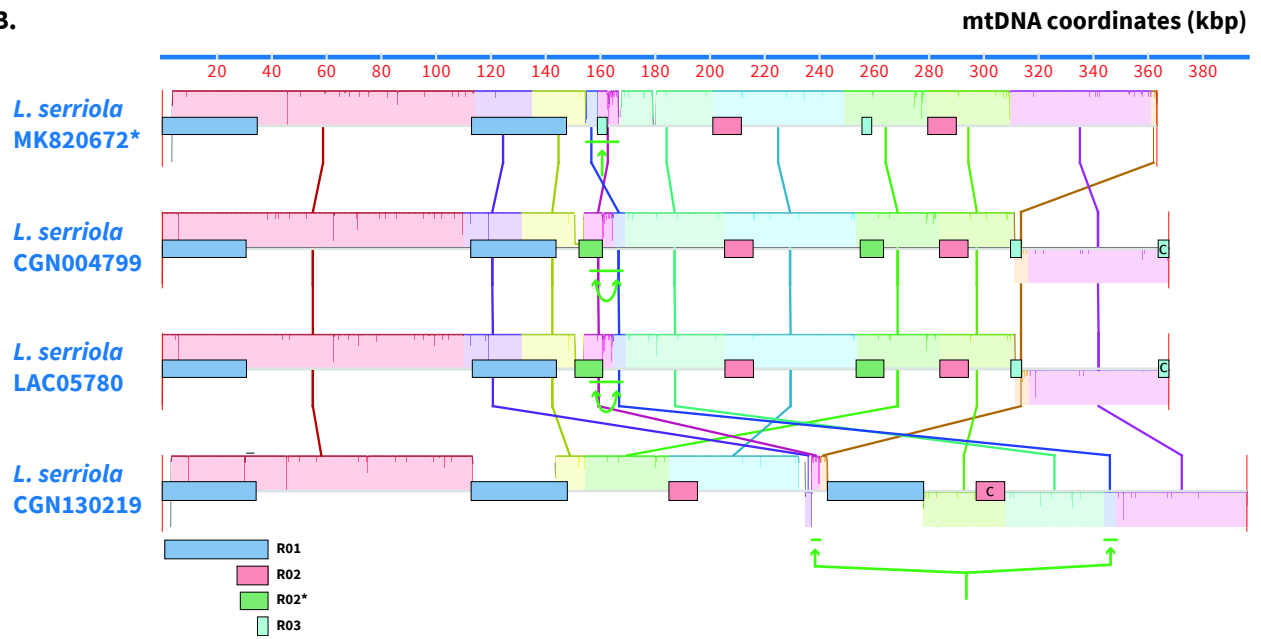 3.
mtDNA coordinates (kbp)
20 40 60 80 100 120 140 160 180 200 220 240 260 280 300 320 340 360 380
L. serriola
MK820672*
L. serriola
CGN004799
C
L. serriola
LAC05780
C
L. serriola
CGN130219
C
R01
R02
R02*
R03